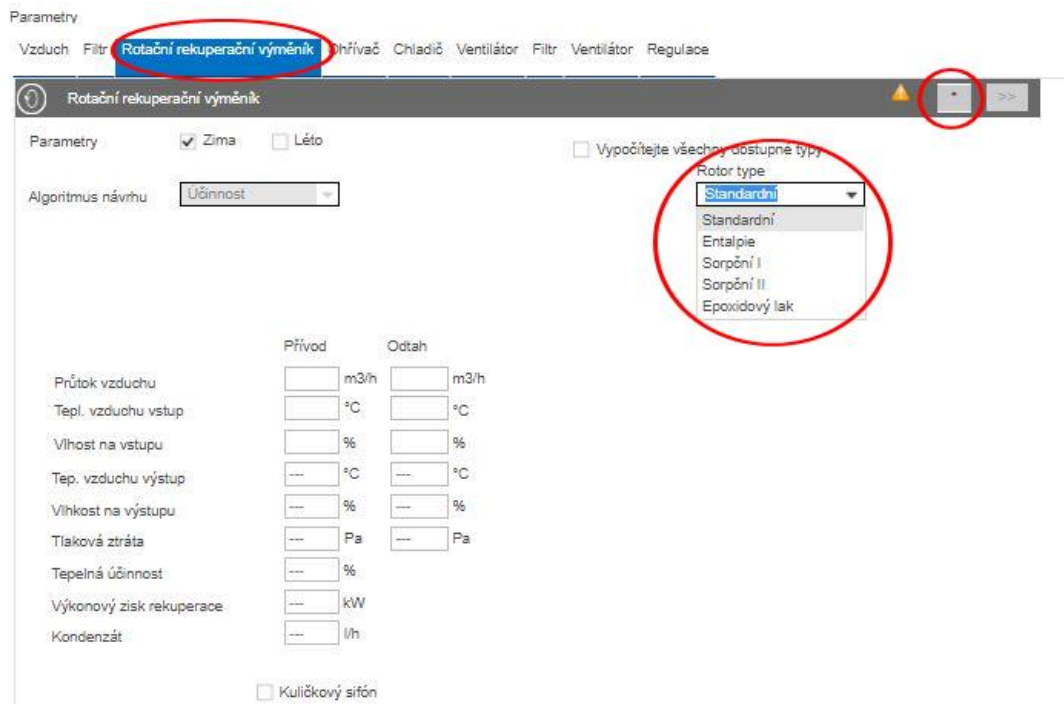 Parametry
Vzduch Filtr Rotační rekuperační výměník Ohřívač Chladič Ventilátor Filtr Ventilátor Regulace
Rotační rekuperační výměník * >>
Parametry Zima Léto Vypočítejte všechny dostupné typy
Rotor type
Algoritmus návrhu Účinnost Standardní
Standardní
Entalpie
Sorpční I
Sorpční II
Epoxidový lak
Přívod Odtah
Průtok vzduchu m3/h m3/h
Tepl. vzduchu vstup °C °C
Vlhost na vstupu % %
Tep. vzduchu výstup --- °C --- °C
Vlhkost na výstupu --- % --- %
Tlaková ztráta --- Pa --- Pa
Tepelná účinnost --- %
Výkonový zisk rekuperace --- kW
Kondenzát --- l/h
Kuličkový sifón